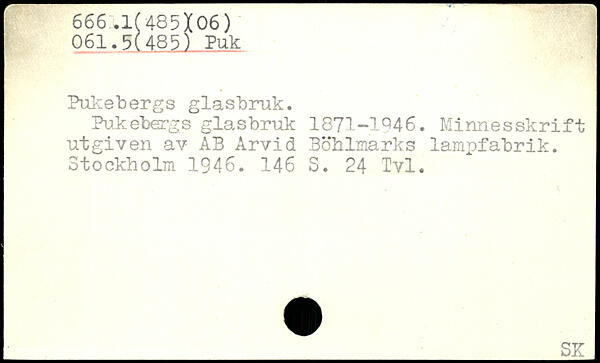 666.1(485)(06)
061.5(485) Puk
Pukebergs glasbruk.
Pukebergs glasbruk 1871-1946. Minnesskrift
utgiven av AB Arvid Böhlmarks lampfabrik.
Stockholm 1946. 146 S. 24 Tvl.
SK